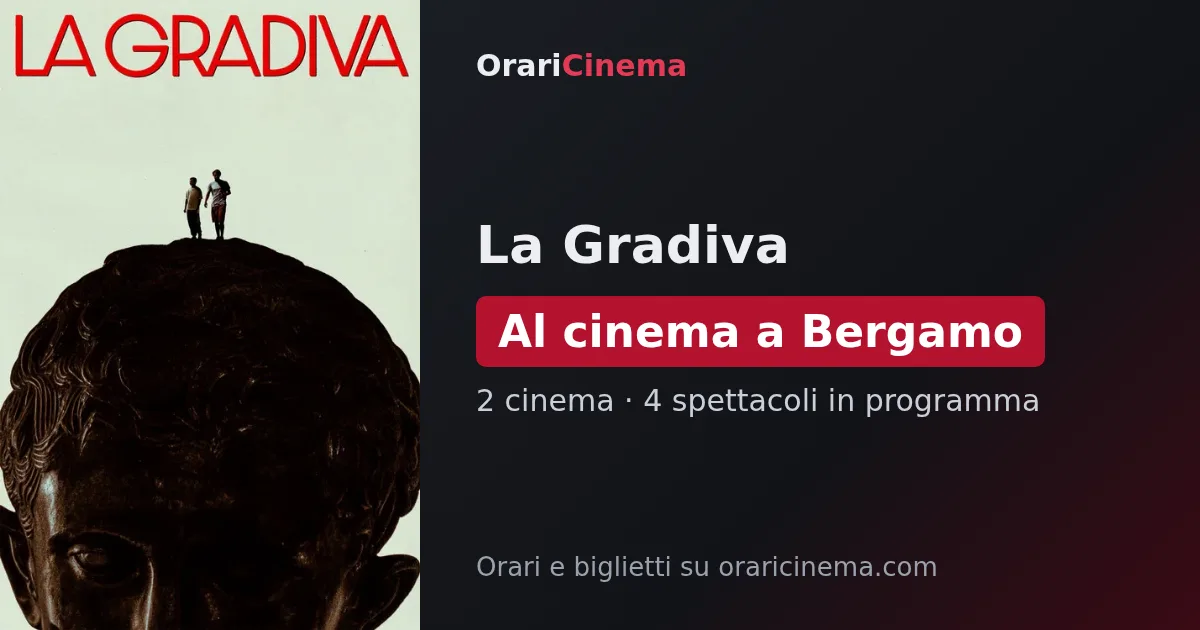 LA GRADIVA
OrariCinema
La Gradiva
Al cinema a Bergamo
2 cinema · 4 spettacoli in programma
Orari e biglietti su oraricinema.com